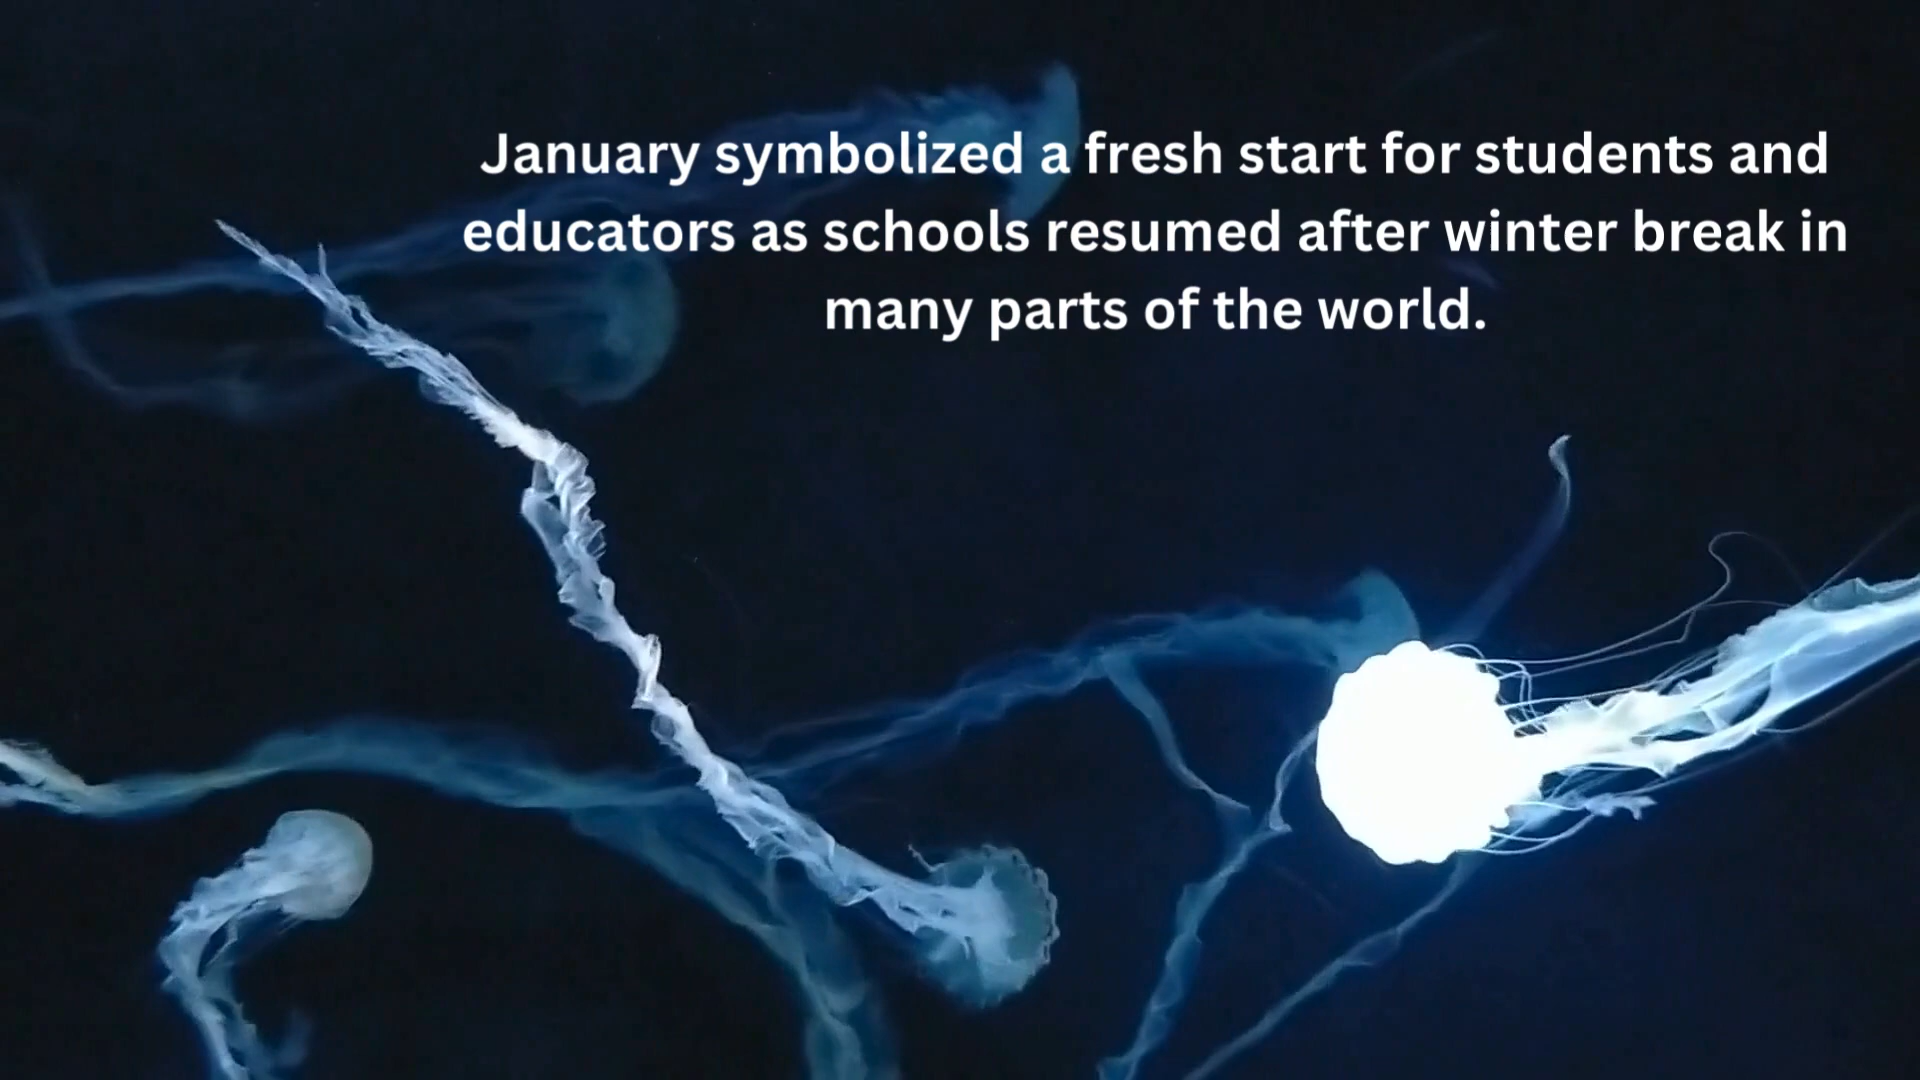 January symbolized a fresh start for students and
educators as schools resumed after winter break in
many parts of the world.